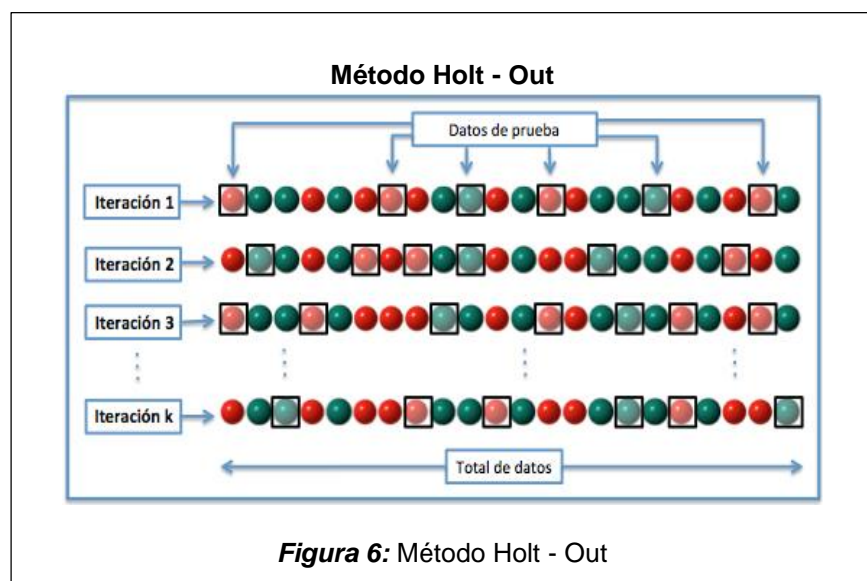 Método Holt - Out
Datos de prueba
Iteración 1
Iteración 2
Iteración 3
Iteración k
Total de datos
Figura 6: Método Holt - Out